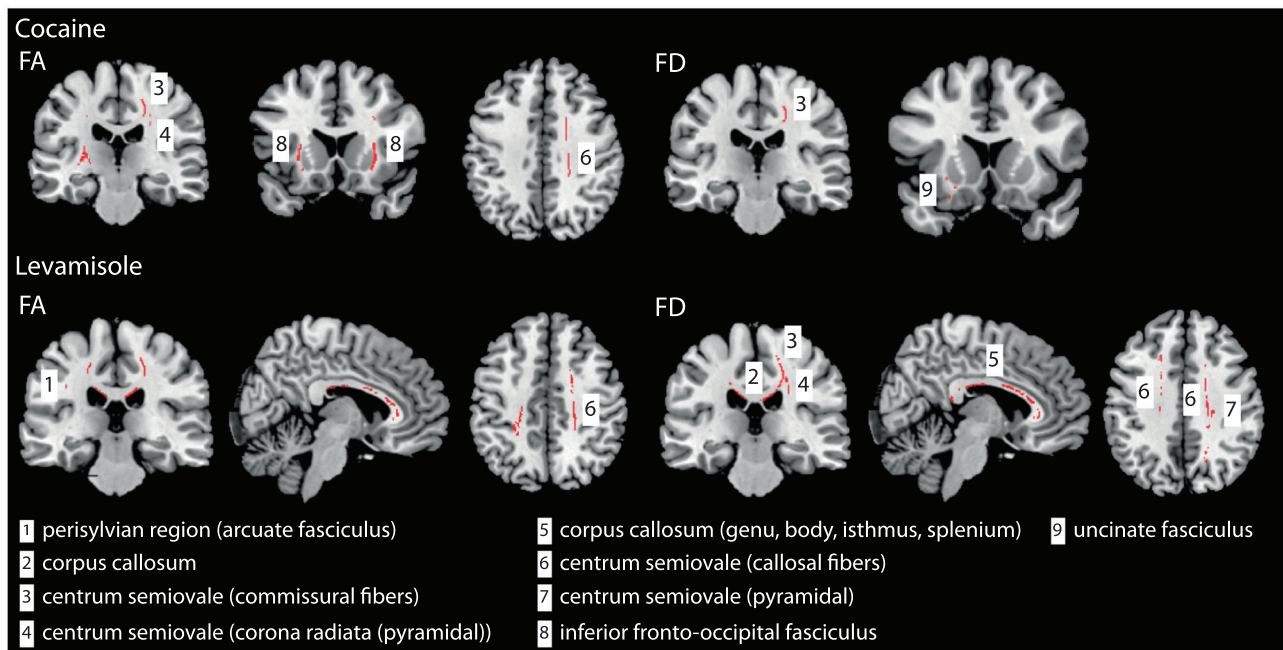 Cocaine
FA
FD
3
4
8 8
6
3
9
Levamisole
FA
FD
1
6
2
3
4
5
6 6 7
1 perisylvian region (arcuate fasciculus)
2 corpus callosum
3 centrum semiovale (commissural fibers)
4 centrum semiovale (corona radiata (pyramidal))
5 corpus callosum (genu, body, isthmus, splenium)
6 centrum semiovale (callosal fibers)
7 centrum semiovale (pyramidal)
8 inferior fronto-occipital fasciculus
9 uncinate fasciculus